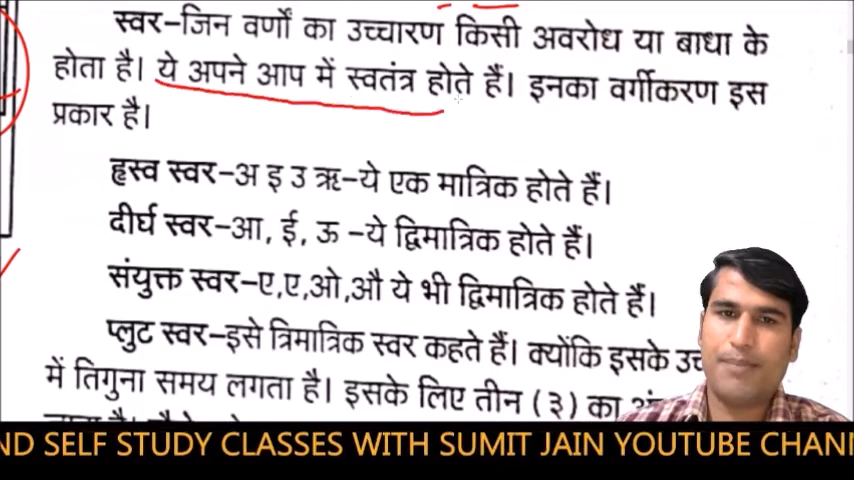 स्वर–जिन वर्णों का उच्चारण किसी अवरोध या बाधा के
होता है। ये अपने आप में स्वतंत्र होते हैं। इनका वर्गीकरण इस
प्रकार है।
हृस्व स्वर–अ इ उ ऋ–ये एक मात्रिक होते हैं।
दीर्घ स्वर–आ, ई, ऊ –ये द्विमात्रिक होते हैं।
संयुक्त स्वर–ए,ए,ओ,औ ये भी द्विमात्रिक होते हैं।
प्लुट स्वर–इसे त्रिमात्रिक स्वर कहते हैं। क्योंकि इसके
में तिगुना समय लगता है। इसके लिए तीन (३) का
ND SELF STUDY CLASSES WITH SUMIT JAIN YOUTUBE CHANN